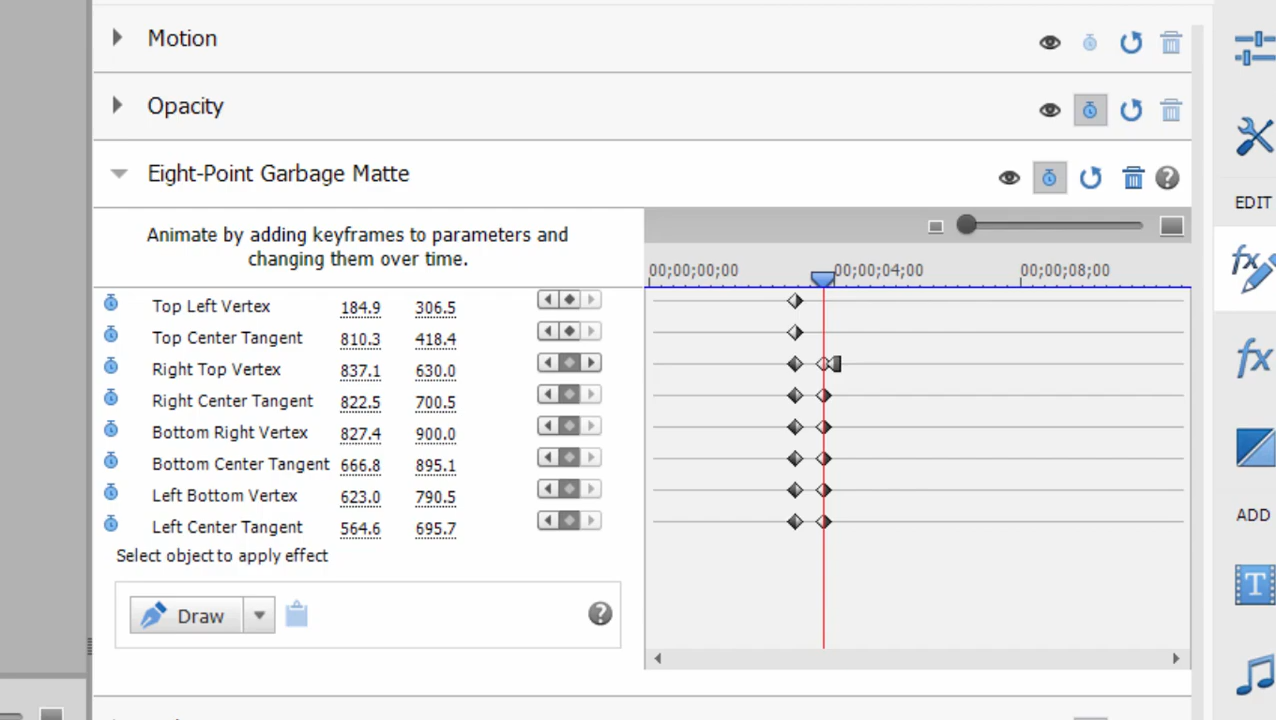 Motion
Opacity
Eight-Point Garbage Matte
EDIT
Animate by adding keyframes to parameters and
changing them over time.
00;00;00;00 00;00;04;00 00;00;08;00
Top Left Vertex 184.9 306.5
Top Center Tangent 810.3 418.4
Right Top Vertex 837.1 630.0
Right Center Tangent 822.5 700.5
Bottom Right Vertex 827.4 900.0
Bottom Center Tangent 666.8 895.1
Left Bottom Vertex 623.0 790.5
Left Center Tangent 564.6 695.7
ADD
Select object to apply effect
Draw
fx
fx
T